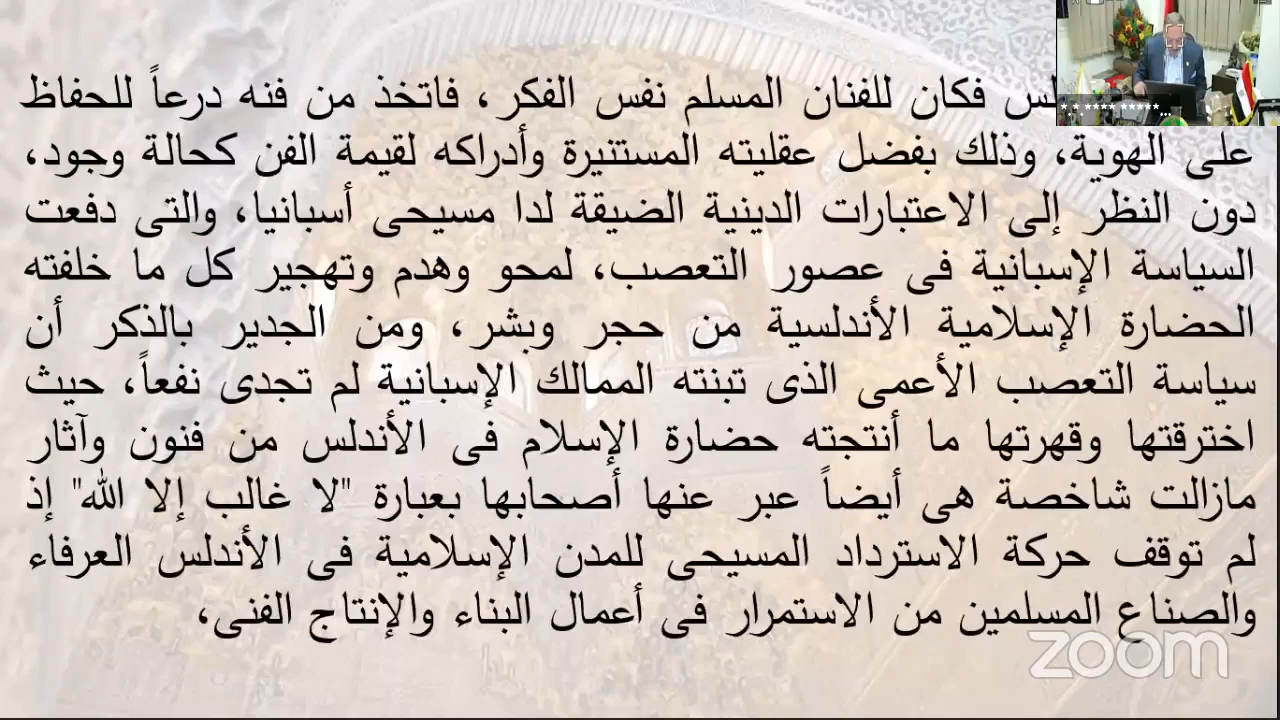 فكان للفنان المسلم نفس الفكر، فاتخذ من فنه درعاً للحفاظ
على الهوية، وذلك بفضل عقليته المستنيرة وأدراكه لقيمة الفن كحالة وجود،
دون النظر إلى الاعتبارات الدينية الضيقة لدا مسيحى أسبانيا، والتى دفعت
السياسة الإسبانية فى عصور التعصب، لمحو وهدم وتهجير كل ما خلفته
الحضارة الإسلامية الأندلسية من حجر وبشر، ومن الجدير بالذكر أن
سياسة التعصب الأعمى الذى تبنته الممالك الإسبانية لم تجدى نفعاً، حيث
اخترقتها وقهرتها ما أنتجته حضارة الإسلام فى الأندلس من فنون وآثار
مازالت شاخصة هى أيضاً عبر عنها أصحابها بعبارة "لا غالب إلا الله" إذ
لم توقف حركة الاسترداد المسيحى للمدن الإسلامية فى الأندلس العرفاء
والصناع المسلمين من الاستمرار فى أعمال البناء والإنتاج الفنى،
zoom